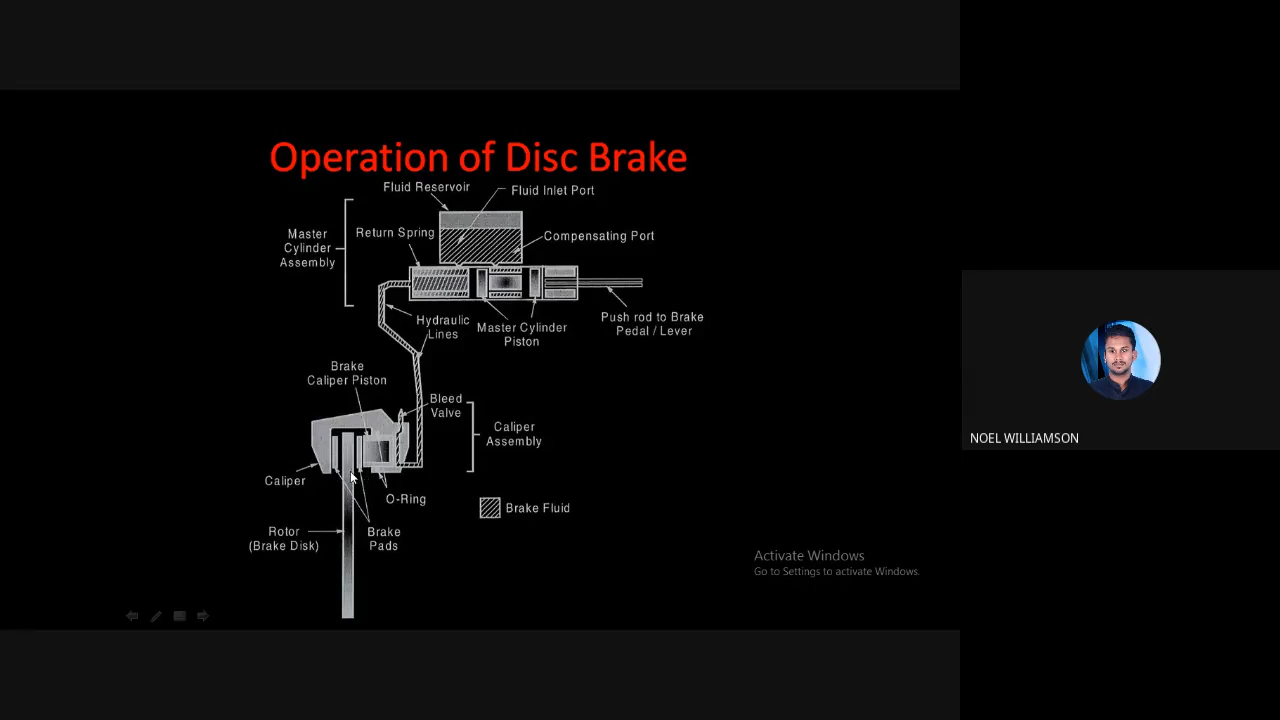 Operation of Disc Brake
Fluid Reservoir
Fluid Inlet Port
Master
Cylinder
Assembly
Return Spring
Compensating Port
Hydraulic
Lines
Master Cylinder
Piston
Push rod to Brake
Pedal / Lever
Brake
Caliper Piston
Bleed
Valve
Caliper
Assembly
Caliper
O-Ring
Brake Fluid
Rotor
(Brake Disk)
Brake
Pads
Activate Windows
Go to Settings to activate Windows.
NOEL WILLIAMSON